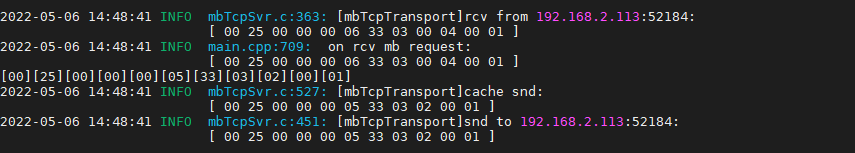 2022-05-06 14:48:41 INFO  mbTcpSvr.c:363: [mbTcpTransport]rcv from 192.168.2.113:52184:
[ 00 25 00 00 00 06 33 03 00 04 00 01 ]
2022-05-06 14:48:41 INFO  main.cpp:709:  on rcv mb request:
[ 00 25 00 00 00 06 33 03 00 04 00 01 ]
[00][25][00][00][00][05][33][03][02][00][01]
2022-05-06 14:48:41 INFO  mbTcpSvr.c:527: [mbTcpTransport]cache snd:
[ 00 25 00 00 00 05 33 03 02 00 01 ]
2022-05-06 14:48:41 INFO  mbTcpSvr.c:451: [mbTcpTransport]snd to 192.168.2.113:52184:
[ 00 25 00 00 00 05 33 03 02 00 01 ]